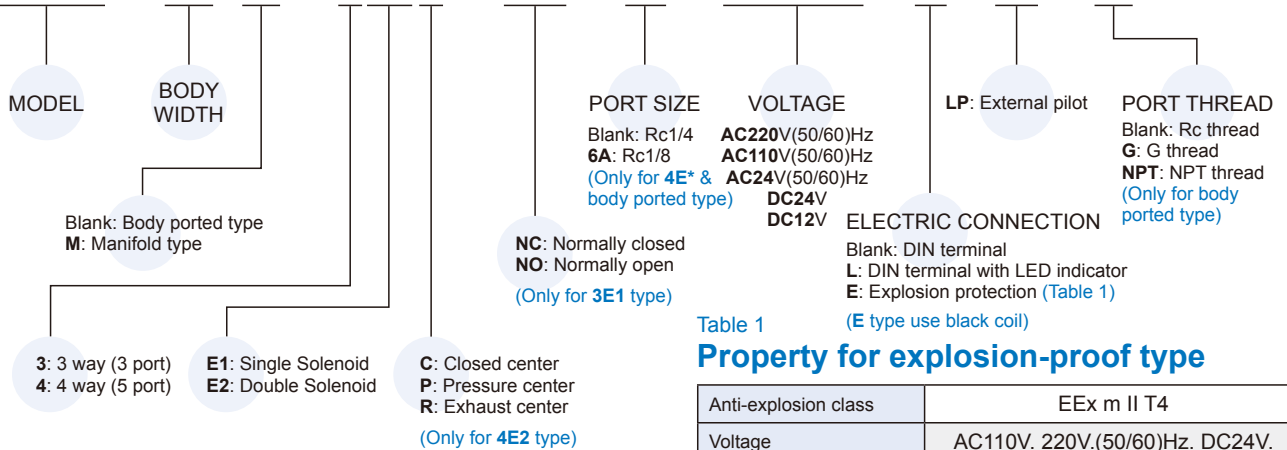 MODEL
BODY
WIDTH
Blank: Body ported type
M: Manifold type
3: 3 way (3 port)
4: 4 way (5 port)
E1: Single Solenoid
E2: Double Solenoid
C: Closed center
P: Pressure center
R: Exhaust center
(Only for 4E2 type)
NC: Normally closed
NO: Normally open
(Only for 3E1 type)
PORT SIZE
Blank: Rc1/4
6A: Rc1/8
(Only for 4E* &
body ported type)
VOLTAGE
AC220V(50/60)Hz
AC110V(50/60)Hz
AC24V(50/60)Hz
DC24V
DC12V
ELECTRIC CONNECTION
Blank: DIN terminal
L: DIN terminal with LED indicator
E: Explosion protection (Table 1)
(E type use black coil)
LP: External pilot
PORT THREAD
Blank: Rc thread
G: G thread
NPT: NPT thread
(Only for body
ported type)
Table 1
Property for explosion-proof type
Anti-explosion class
EEx m II T4
Voltage
AC110V. 220V.(50/60)Hz. DC24V.